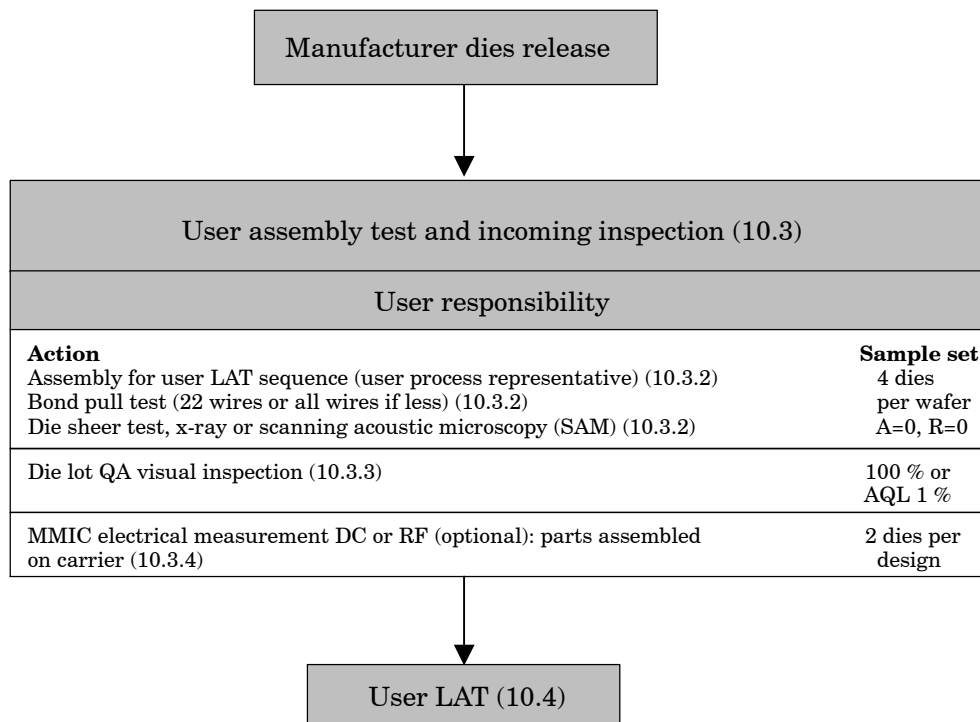 Manufacturer dies release
User assembly test and incoming inspection (10.3)
User responsibility
Action Sample set
Assembly for user LAT sequence (user process representative) (10.3.2) 4 dies
Bond pull test (22 wires or all wires if less) (10.3.2) per wafer
Die sheer test, x-ray or scanning acoustic microscopy (SAM) (10.3.2) A=0, R=0
Die lot QA visual inspection (10.3.3) 100 % or
AQL 1 %
MMIC electrical measurement DC or RF (optional): parts assembled 2 dies per
on carrier (10.3.4) design
User LAT (10.4)